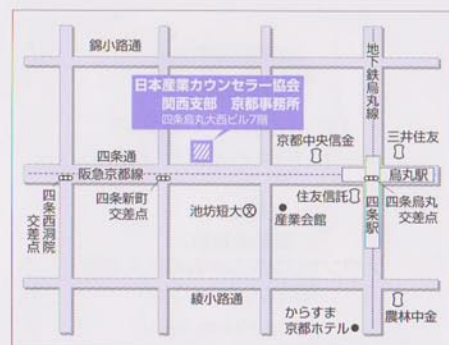 錦小路通
地下鉄烏丸線
日本産業カウンセラー協会
関西支部 京都事務所
四条烏丸大西ビル7階
京都中央信金
三井住友
四条通
阪急京都線
烏丸駅
四条西洞院
交差点
四条新町
交差点
池坊短大
文
産業会館
住友信託
四条駅
四条烏丸
交差点
綾小路通
からすま
京都ホテル
農林中金